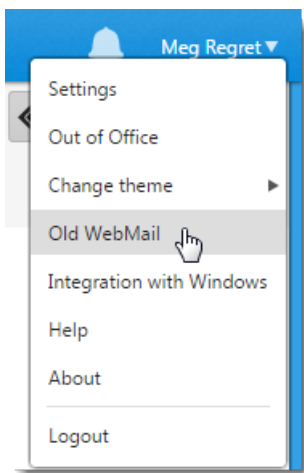 Meg Regret▼
Settings
Out of Office
Change theme
Old WebMail
Integration with Windows
Help
About
Logout